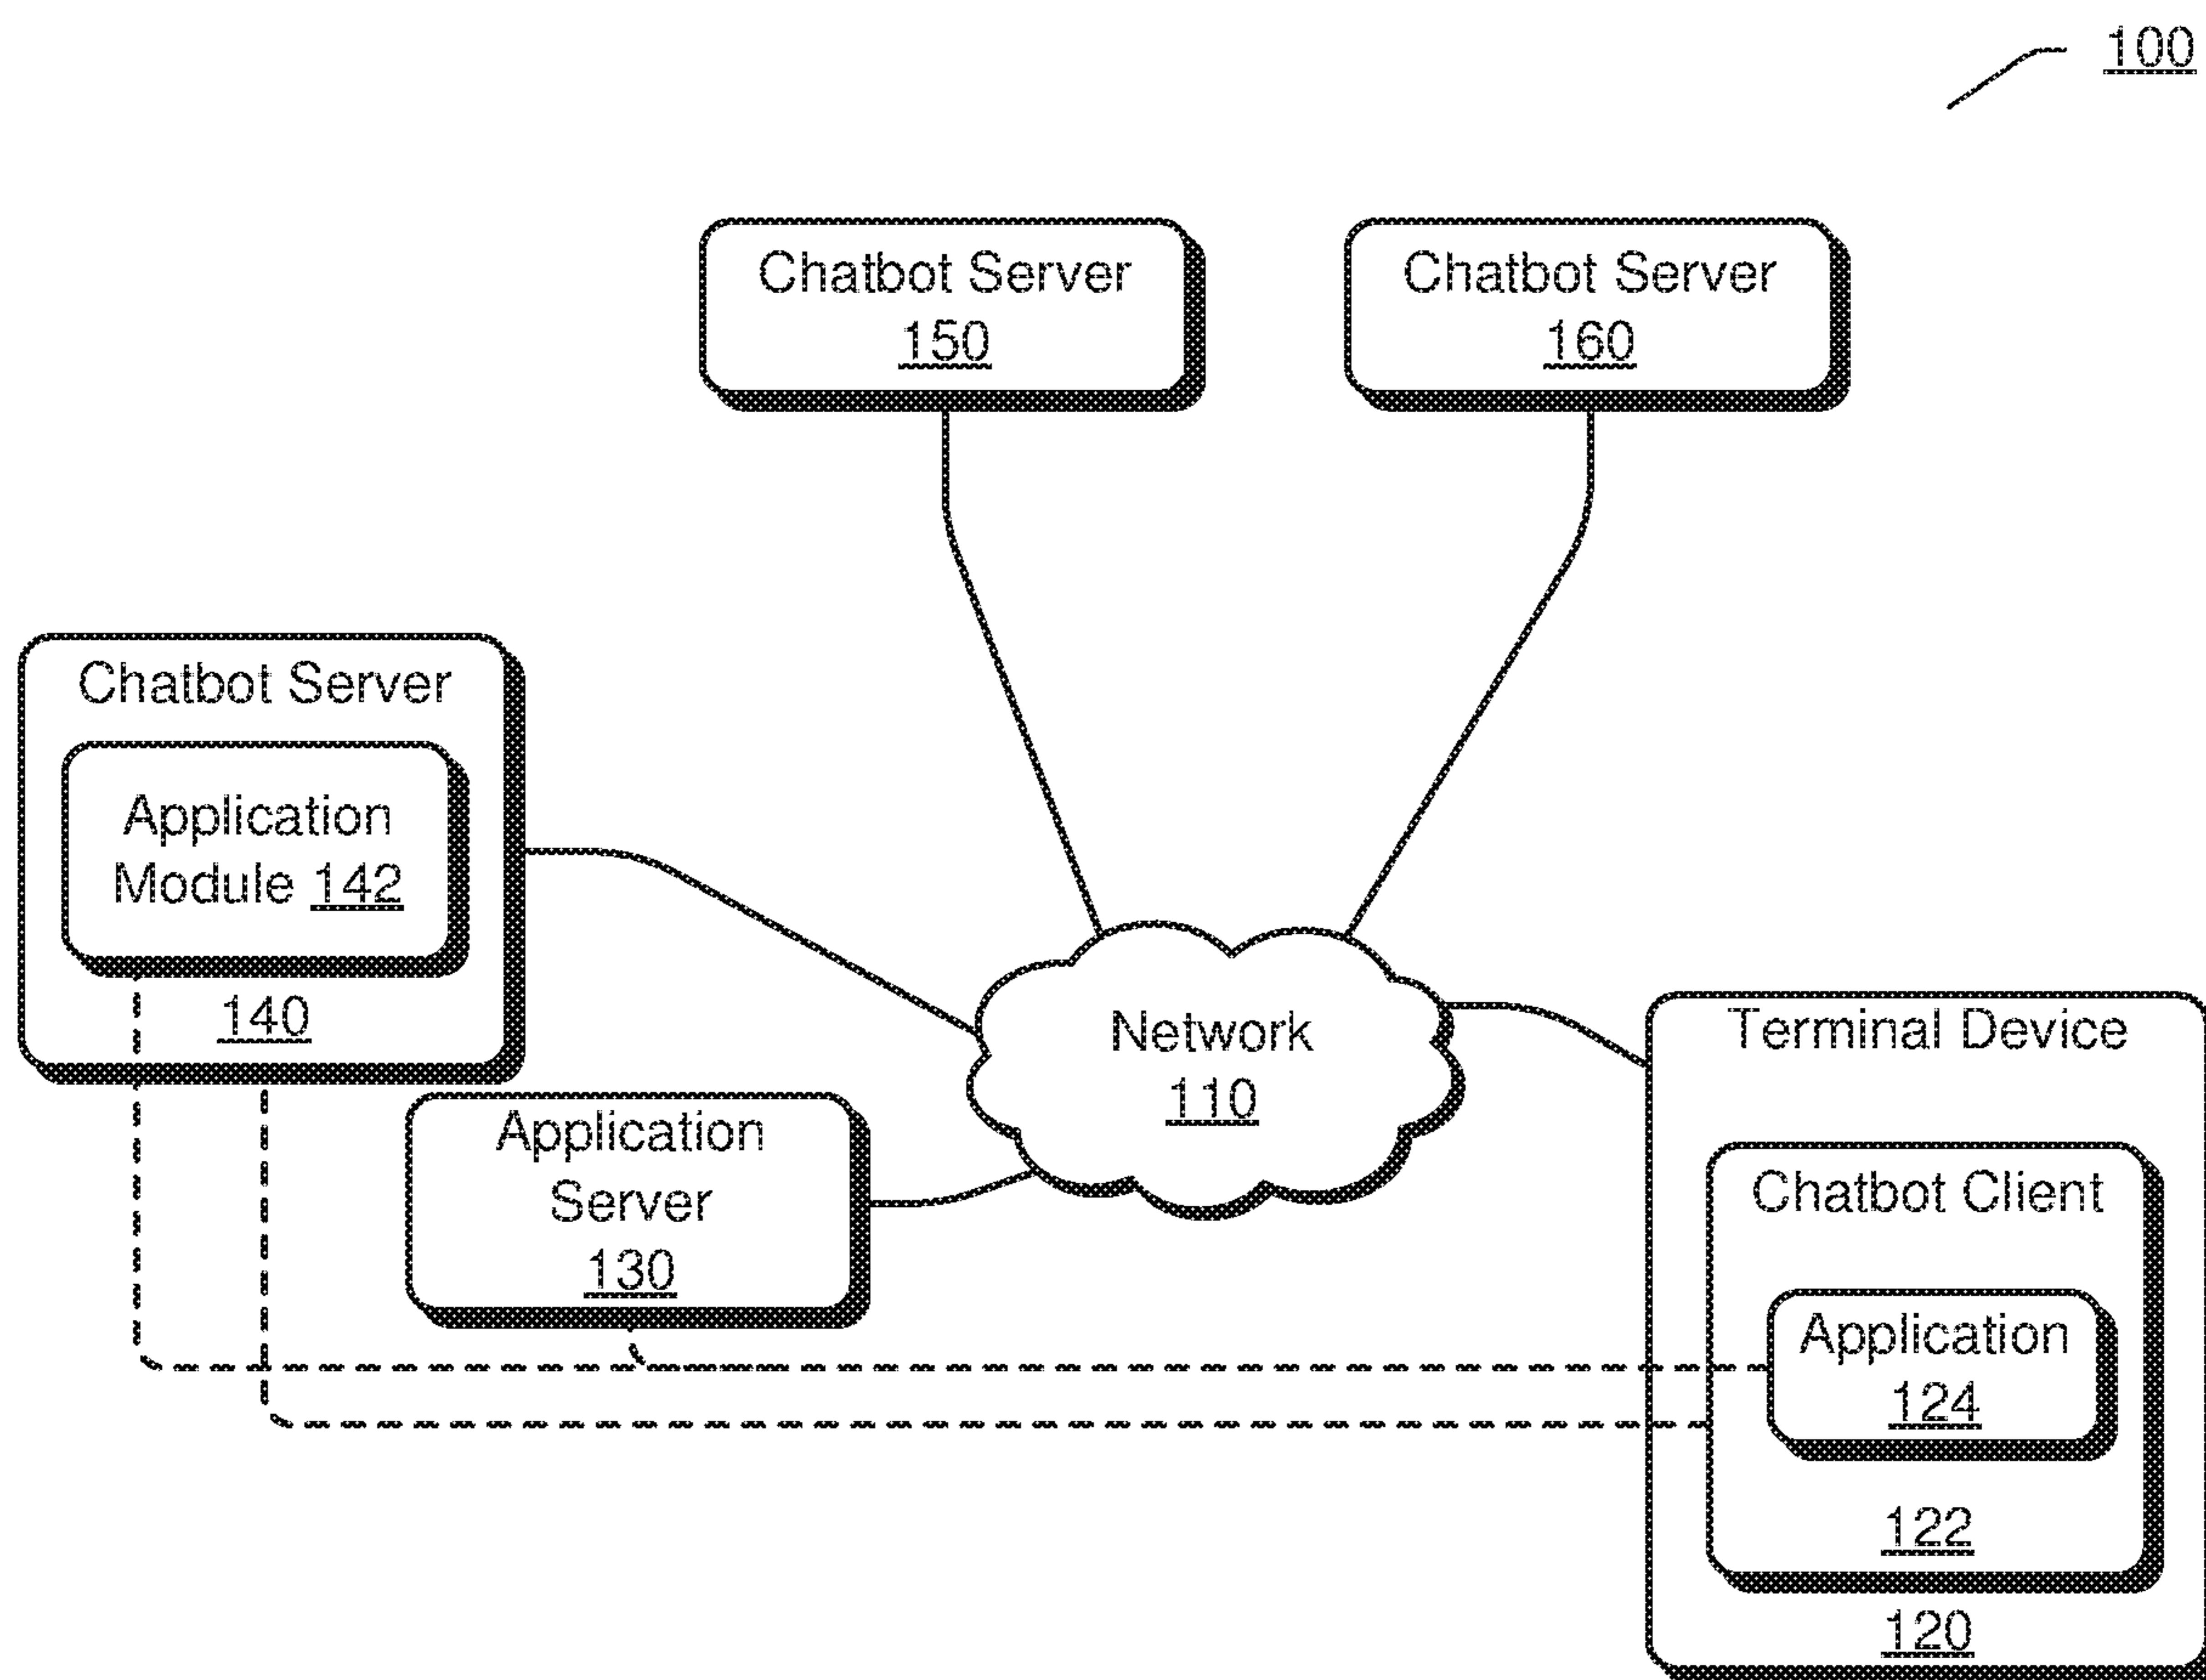 100
Chatbot Server
150
Chatbot Server
160
Chatbot Server
Application
Module 142
140
Network
110
Application
Server
130
Terminal Device
Chatbot Client
Application
124
122
120